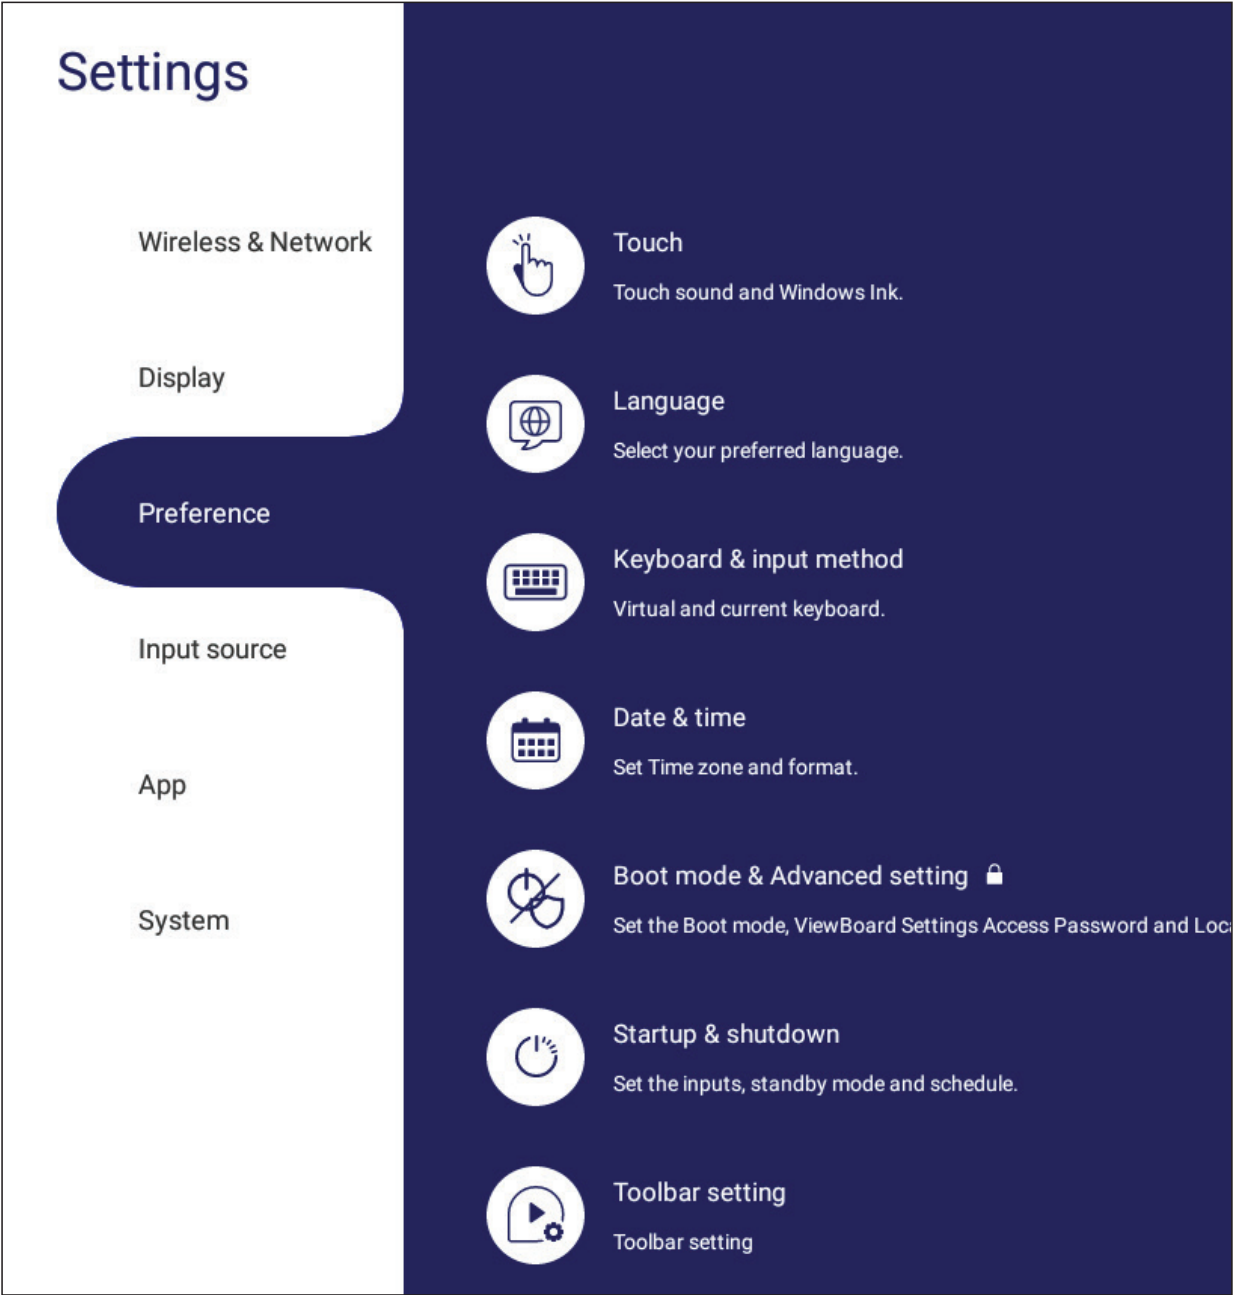 Settings
Wireless & Network
Display
Preference
Input source
App
System
Touch
Touch sound and Windows Ink.
Language
Select your preferred language.
Keyboard & input method
Virtual and current keyboard.
Date & time
Set Time zone and format.
Boot mode & Advanced setting
Set the Boot mode, ViewBoard Settings Access Password and
Startup & shutdown
Set the inputs, standby mode and schedule.
Toolbar setting
Toolbar setting